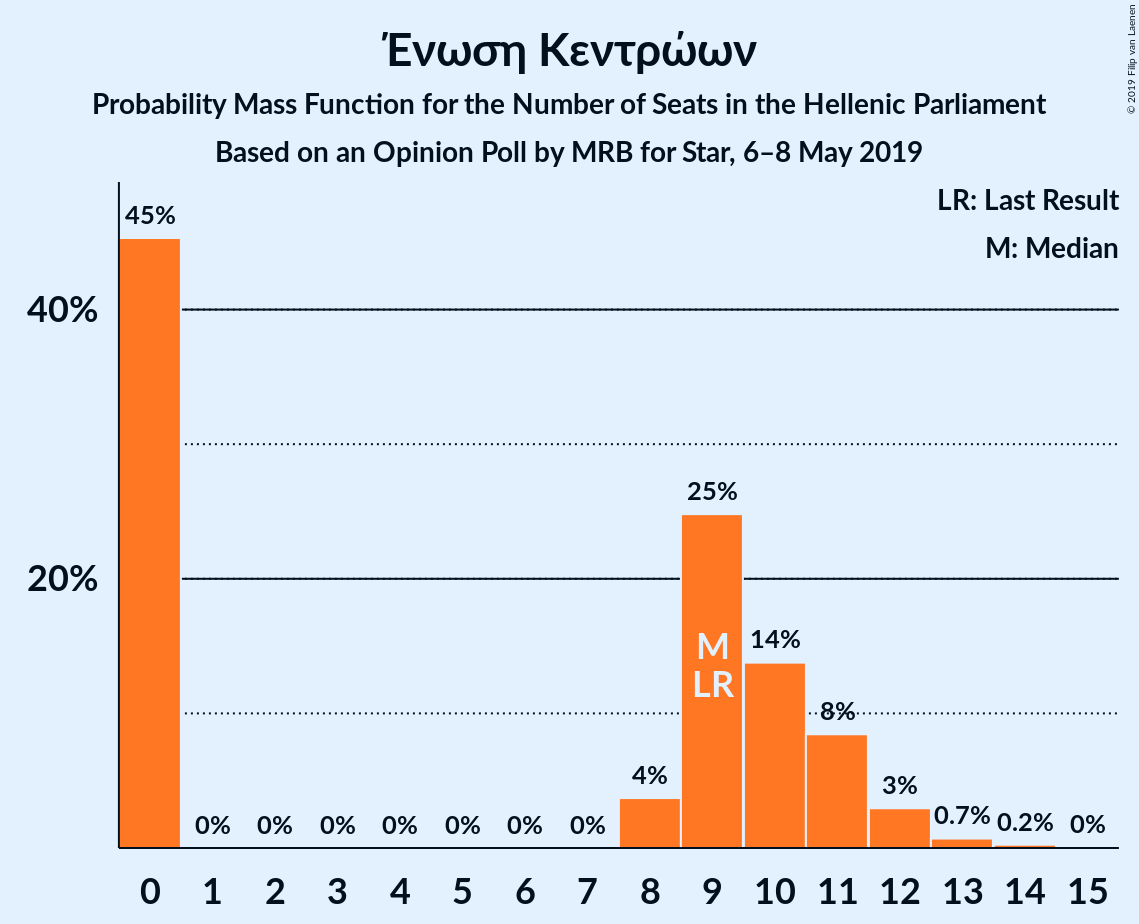 Ένωση Κεντρώων
Probability Mass Function for the Number of Seats in the Hellenic Parliament
Based on an Opinion Poll by MRB for Star, 6–8 May 2019
© 2019 Filip van Laenen
LR: Last Result
M: Median
45%
40%
25%
20%
14%
M
LR
8%
4%
3%
0% 0% 0% 0% 0% 0% 0% 0.7% 0.2% 0%
0 1 2 3 4 5 6 7 8 9 10 11 12 13 14 15